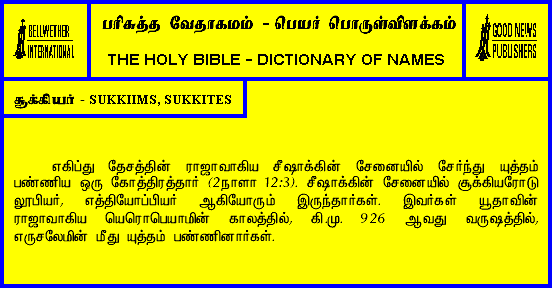 BELLWETHER
INTERNATIONAL
பரிசுத்த வேதாகமம் - பெயர் பொருள்விளக்கம்
THE HOLY BIBLE - DICTIONARY OF NAMES
GOOD NEWS
PUBLISHERS
சூக்கியர் - SUKKIIMS, SUKKITES
எகிப்து தேசத்தின் ராஜாவாகிய சீஷாக்கின் சேனையில் சேர்ந்து யுத்தம்
பண்ணிய ஒரு கோத்திரத்தார் (2நாளா 12:3). சீஷாக்கின் சேனையில் சூக்கியரோடு
லூபியர், எத்தியோப்பியர் ஆகியோரும் இருந்தார்கள். இவர்கள் யூதாவின்
ராஜாவாகிய யெரொபெயாமின் காலத்தில், கி.மு. 926 ஆவது வருஷத்தில்,
எருசலேமின் மீது யுத்தம் பண்ணினார்கள்.